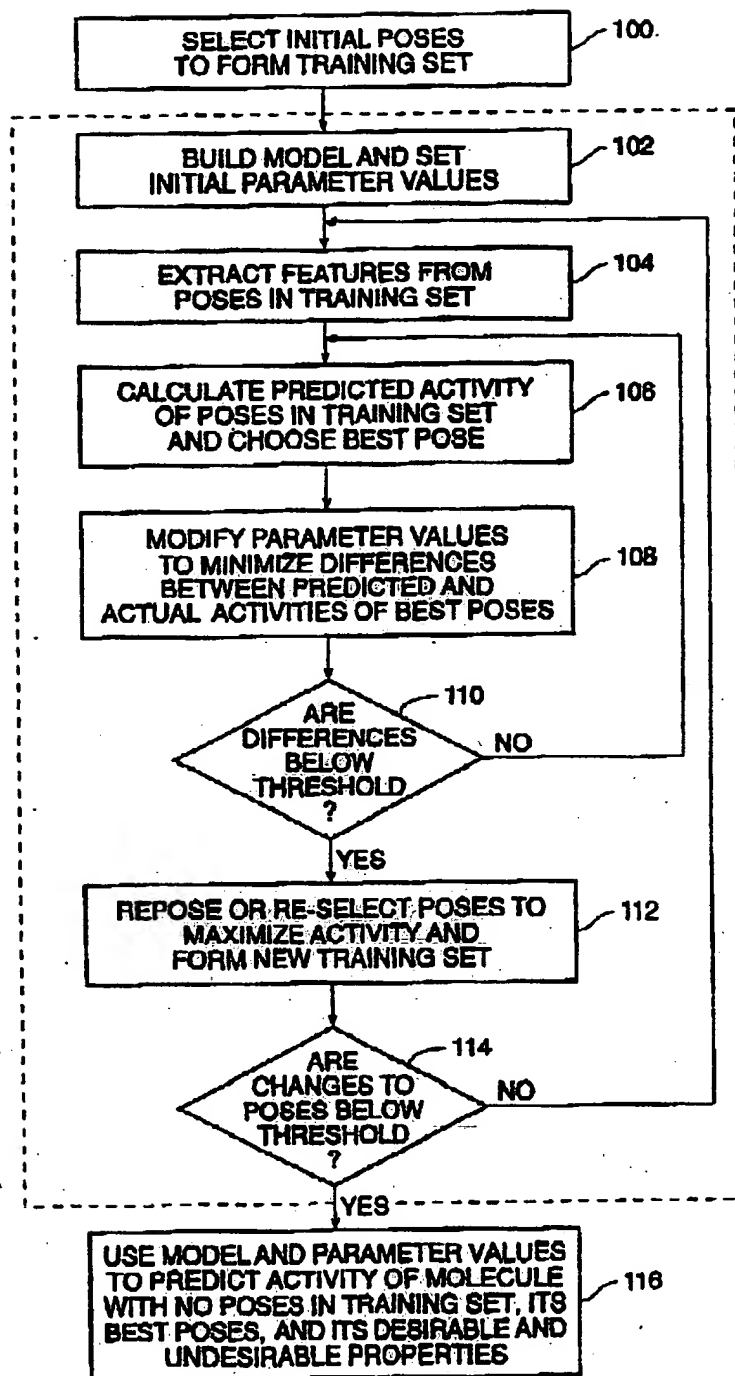 SELECT INITIAL POSES
TO FORM TRAINING SET
100.
BUILD MODEL AND SET
INITIAL PARAMETER VALUES
102
EXTRACT FEATURES FROM
POSES IN TRAINING SET
104
CALCULATE PREDICTED ACTIVITY
OF POSES IN TRAINING SET
AND CHOOSE BEST POSE
106
MODIFY PARAMETER VALUES
TO MINIMIZE DIFFERENCES
BETWEEN PREDICTED AND
ACTUAL ACTIVITIES OF BEST POSES
108
110
ARE
DIFFERENCES
BELOW
THRESHOLD
?
NO
YES
REPOSE OR RE-SELECT POSES TO
MAXIMIZE ACTIVITY AND
FORM NEW TRAINING SET
112
114
ARE
CHANGES TO
POSES BELOW
THRESHOLD
?
NO
YES
USE MODEL AND PARAMETER VALUES
TO PREDICT ACTIVITY OF MOLECULE
WITH NO POSES IN TRAINING SET, ITS
BEST POSES, AND ITS DESIRABLE AND
UNDESIRABLE PROPERTIES
116